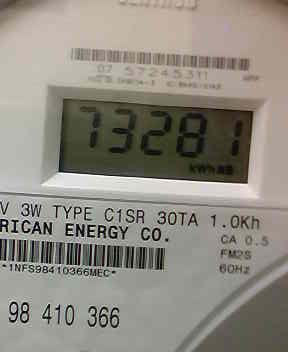 07 57245311
73281
kWh
V 3W TYPE C1SR 30TA 1.0Kh
RICAN ENERGY CO.
CA 0.5
FM2S
60Hz
*1NFS98410366MEC*
98 410 366